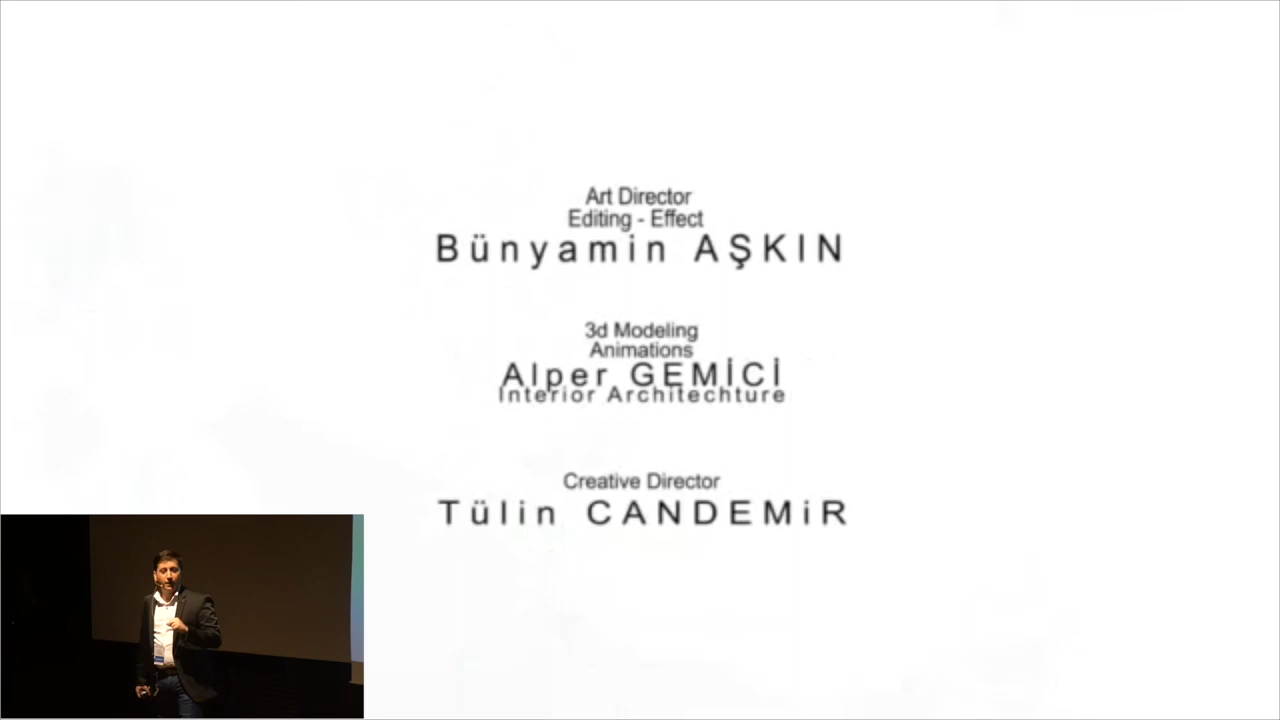 Art Director
Editing - Effect
Bünyamin AŞKIN
3d Modeling
Animations
Alper GEMİCİ
Interior Architechture
Creative Director
Tülin CANDEMiR